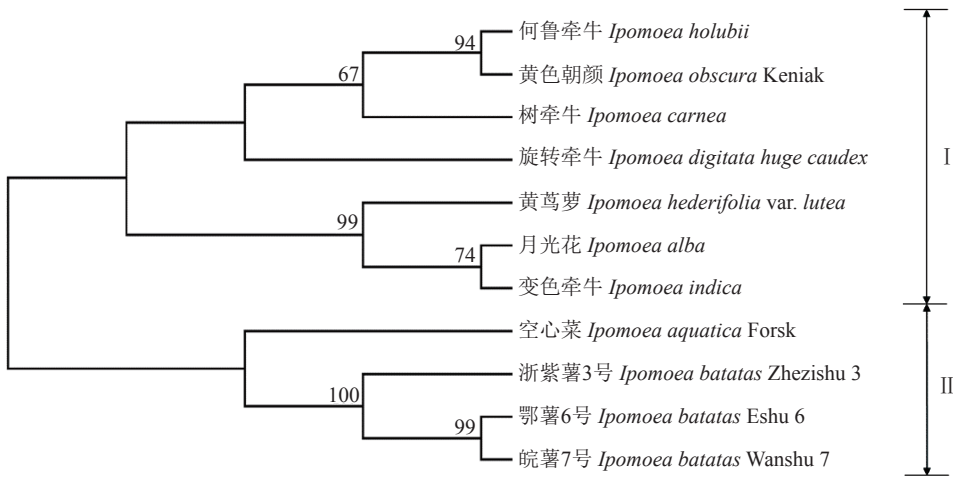 94
何鲁牵牛 Ipomoea holubii
67
黄色朝颜 Ipomoea obscura Keniak
树牵牛 Ipomoea carnea
旋转牵牛 Ipomoea digitata huge caudex
I
黄茑萝 Ipomoea hederifolia var. lutea
99
74
月光花 Ipomoea alba
变色牵牛 Ipomoea indica
空心菜 Ipomoea aquatica Forsk
浙紫薯3号 Ipomoea batatas Zhezishu 3
II
100
鄂薯6号 Ipomoea batatas Eshu 6
99
皖薯7号 Ipomoea batatas Wanshu 7